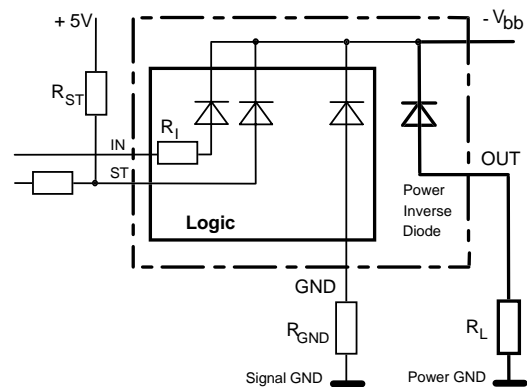 + 5V
- Vbb
RST
IN
RI
ST
OUT
Logic
Power
Inverse
Diode
GND
RGND
RL
Signal GND
Power GND